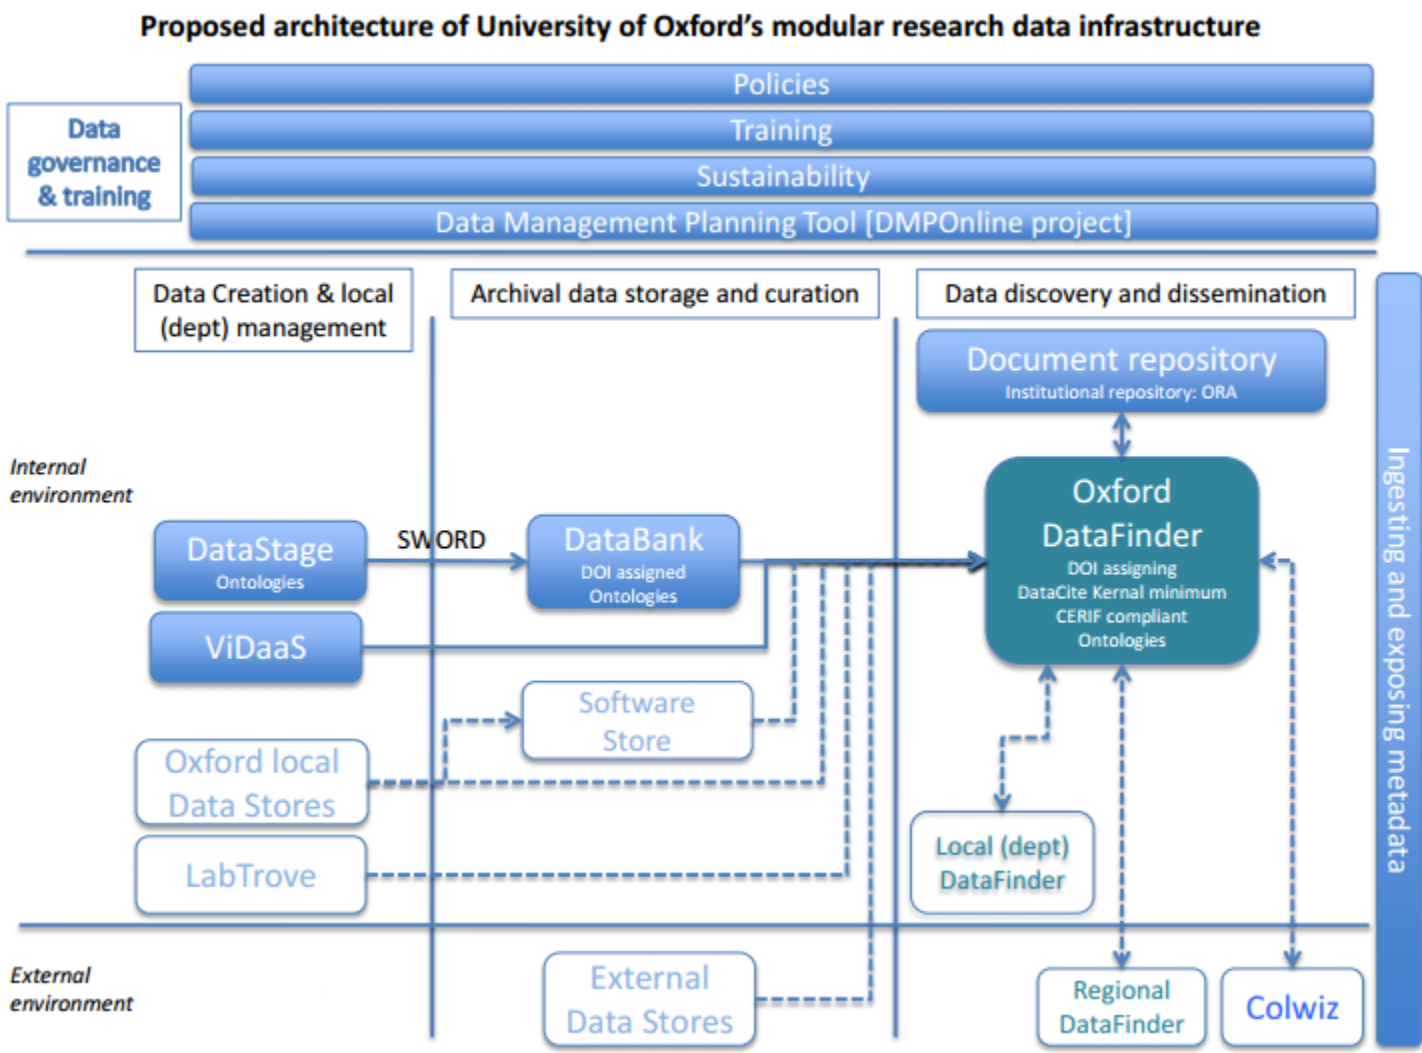 Proposed architecture of University of Oxford's modular research data infrastructure
Data
governance
& training
Policies
Training
Sustainability
Data Management Planning Tool [DMPOnline project]
Data Creation & local
(dept) management
Archival data storage and curation
Data discovery and dissemination
Document repository
Institutional repository: ORA
Internal
environment
DataStage
Ontologies
SWORD
DataBank
DOI assigned
Ontologies
Oxford
DataFinder
DOI assigning
DataCite Kernal minimum
CERIF compliant
Ontologies
ViDaaS
Software
Store
Oxford local
Data Stores
LabTrove
Local (dept)
DataFinder
External
environment
External
Data Stores
Regional
DataFinder
Colwiz
Ingesting and exposing metadata